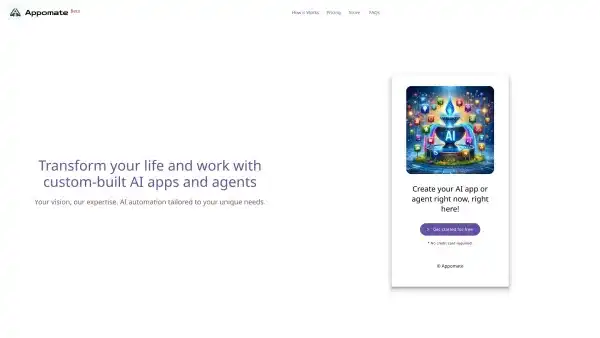 Appomate Beta
How it Works Pricing Store FAQs
AI
Transform your life and work with
custom-built AI apps and agents
Your vision, our expertise. AI automation tailored to your unique needs.
Create your AI app or
agent right now, right
here!
Get started for free
* No credit card required
© Appomate